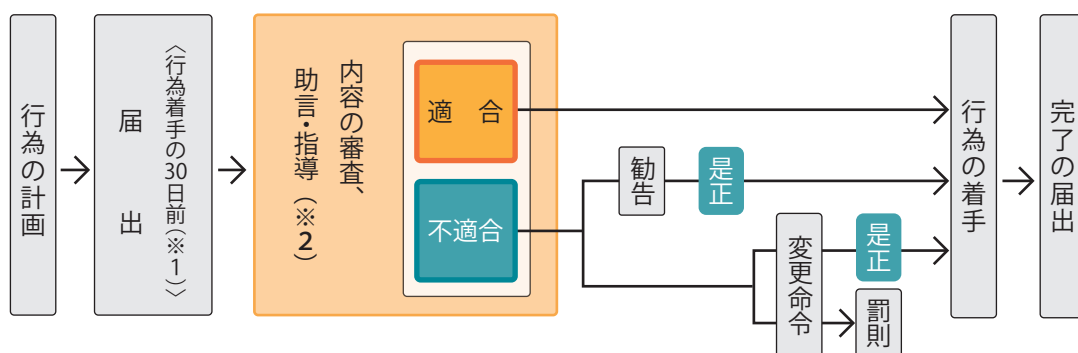 行為の計画
届出
〈行為着手の30日前(※1)〉
内容の審査、
助言・指導(※2)
適合
不適合
勧告
是正
変更命令
是正
罰則
行為の着手
完了の届出